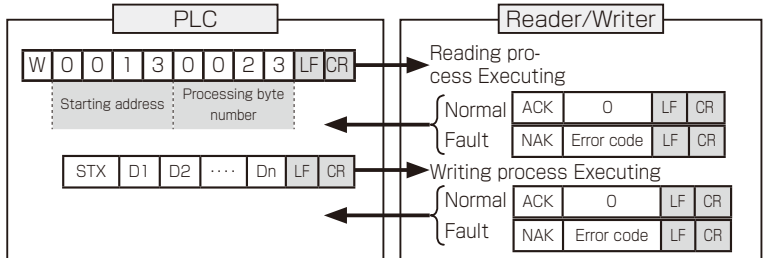 PLC
Reader/Writer
W 0 0 1 3 0 0 2 3 LF CR
Reading pro-
cess Executing
Starting address
Processing byte
number
Normal ACK 0 LF CR
Fault NAK Error code LF CR
STX D1 D2 ···· Dn LF CR
Writing process Executing
Normal ACK 0 LF CR
Fault NAK Error code LF CR